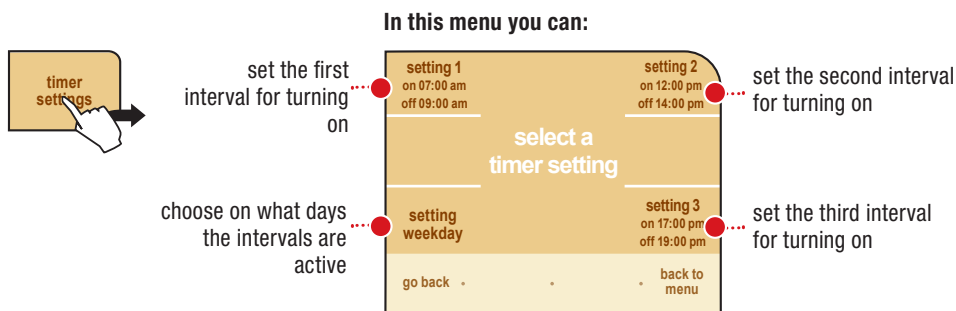 In this menu you can:
timer
settings
set the first
interval for turning
on
setting 1
on 07:00 am
off 09:00 am
setting 2
on 12:00 pm
off 14:00 pm
set the second interval
for turning on
select a
timer setting
choose on what days
the intervals are
active
setting
weekday
setting 3
on 17:00 pm
off 19:00 pm
set the third interval
for turning on
go back
back to
menu